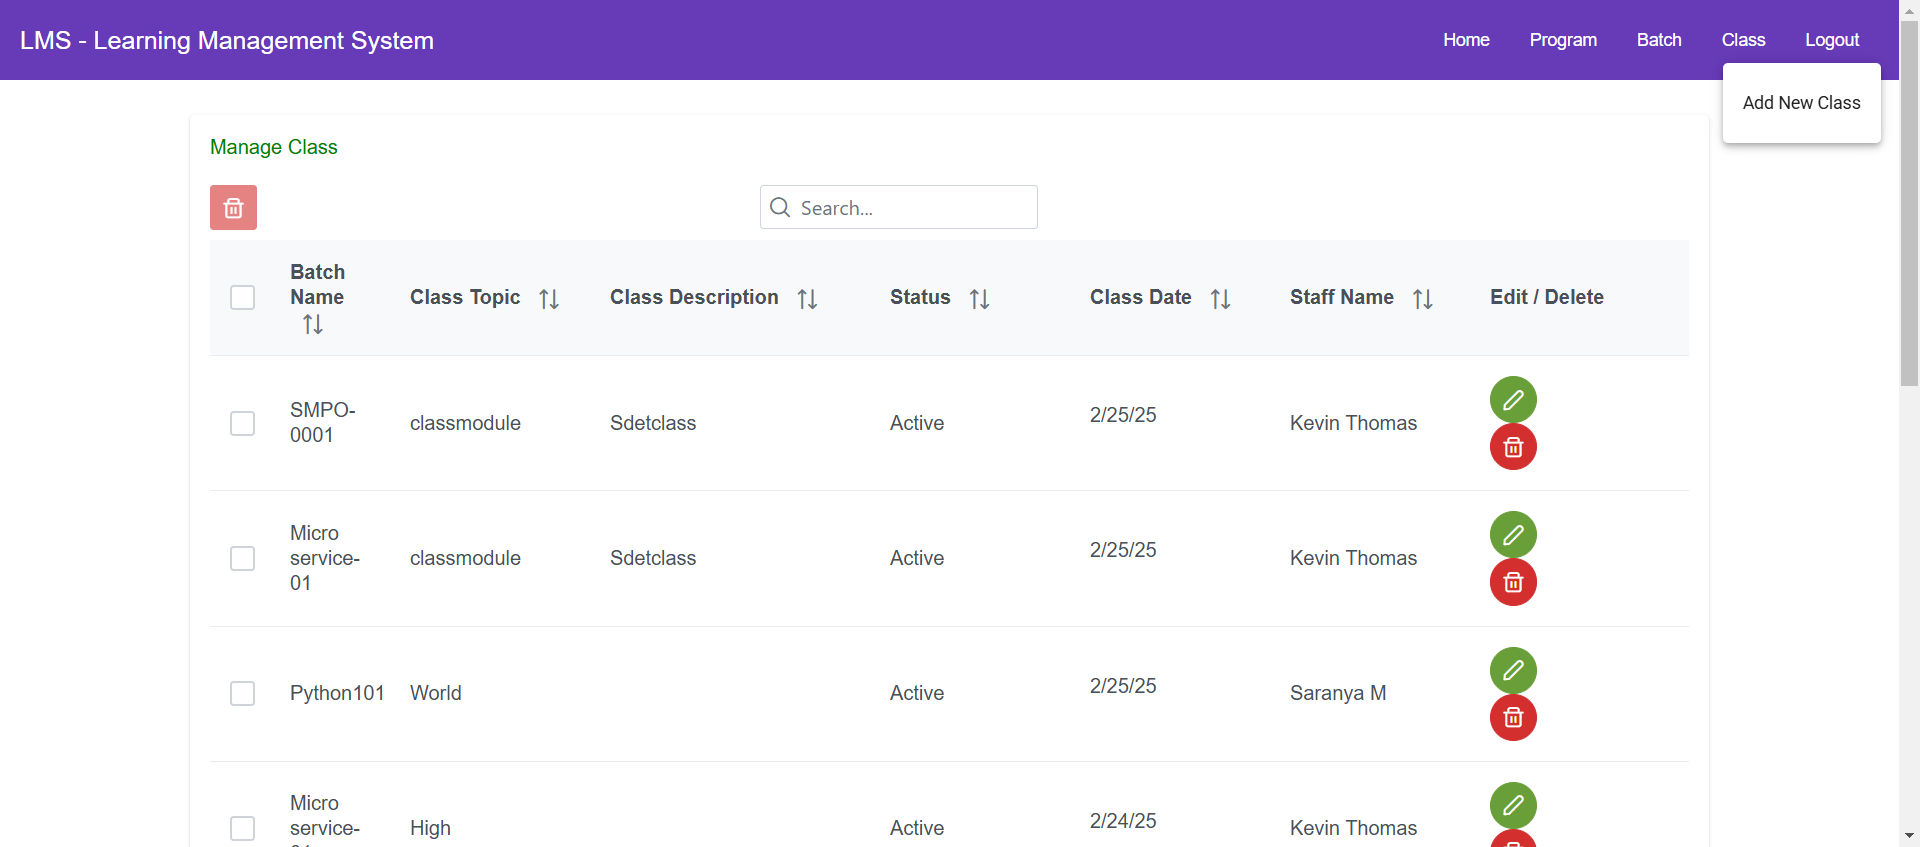 LMS - Learning Management System
Home Program Batch Class Logout
Add New Class
Manage Class
Search...
Batch Name Class Topic Class Description Status Class Date Staff Name Edit / Delete
SMPO-
0001 classmodule Sdetclass Active 2/25/25 Kevin Thomas
Micro
service-
01 classmodule Sdetclass Active 2/25/25 Kevin Thomas
Python101 World Active 2/25/25 Saranya M
Micro
service- High Active 2/24/25 Kevin Thomas